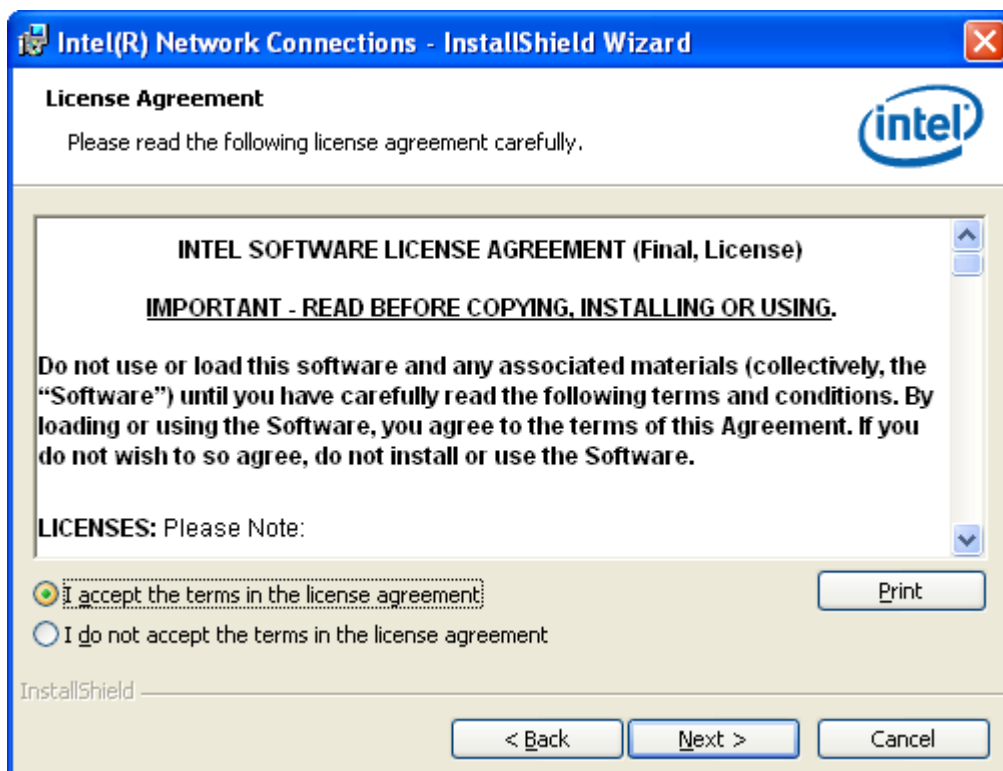 Intel(R) Network Connections - InstallShield Wizard
License Agreement
Please read the following license agreement carefully.
intel
INTEL SOFTWARE LICENSE AGREEMENT (Final, License)
IMPORTANT - READ BEFORE COPYING, INSTALLING OR USING.
Do not use or load this software and any associated materials (collectively, the
“Software”) until you have carefully read the following terms and conditions. By
loading or using the Software, you agree to the terms of this Agreement. If you
do not wish to so agree, do not install or use the Software.
LICENSES: Please Note:
I accept the terms in the license agreement
Print
I do not accept the terms in the license agreement
InstallShield
< Back
Next >
Cancel